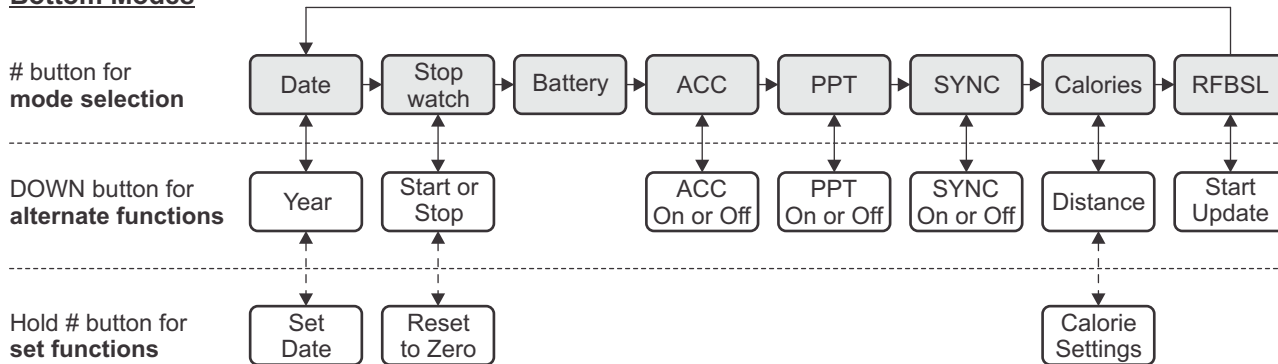 Bottom Modes
# button for
mode selection
Date
Stop
watch
Battery
ACC
PPT
SYNC
Calories
RFBSL
DOWN button for
alternate functions
Year
Start or
Stop
ACC
On or Off
PPT
On or Off
SYNC
On or Off
Distance
Start
Update
Hold # button for
set functions
Set
Date
Reset
to Zero
Calorie
Settings